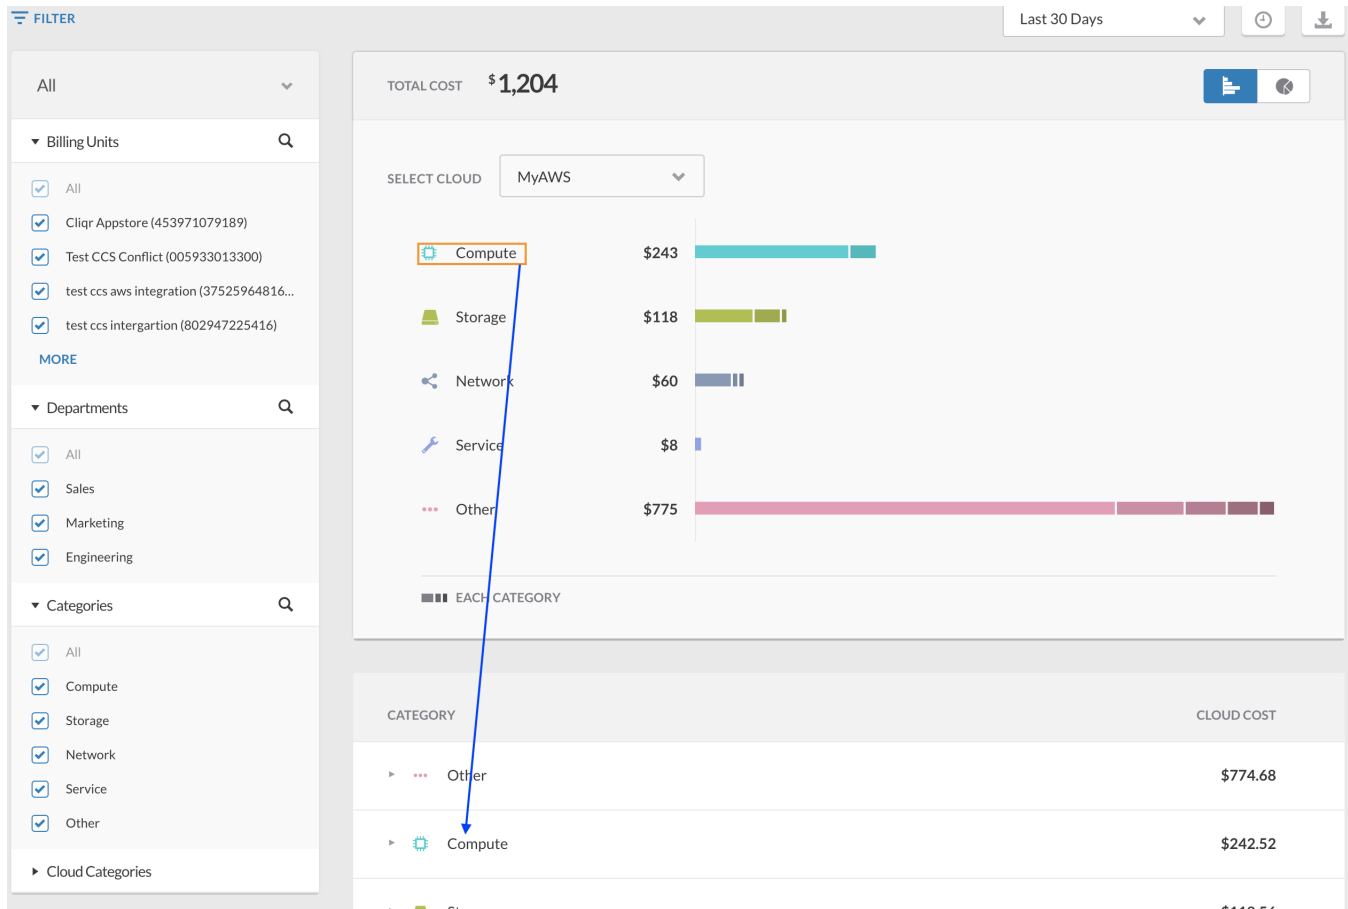 FILTER
Last 30 Days
All
Billing Units
All
Cliqr Appstore (453971079189)
Test CCS Conflict (005933013300)
test ccs aws integration (37525964816...
test ccs intergartion (802947225416)
MORE
Departments
All
Sales
Marketing
Engineering
Categories
All
Compute
Storage
Network
Service
Other
Cloud Categories
TOTAL COST $1,204
SELECT CLOUD MyAWS
Compute $243
Storage $118
Network $60
Service $8
Other $775
EACH CATEGORY
CATEGORY CLOUD COST
Other $774.68
Compute $242.52